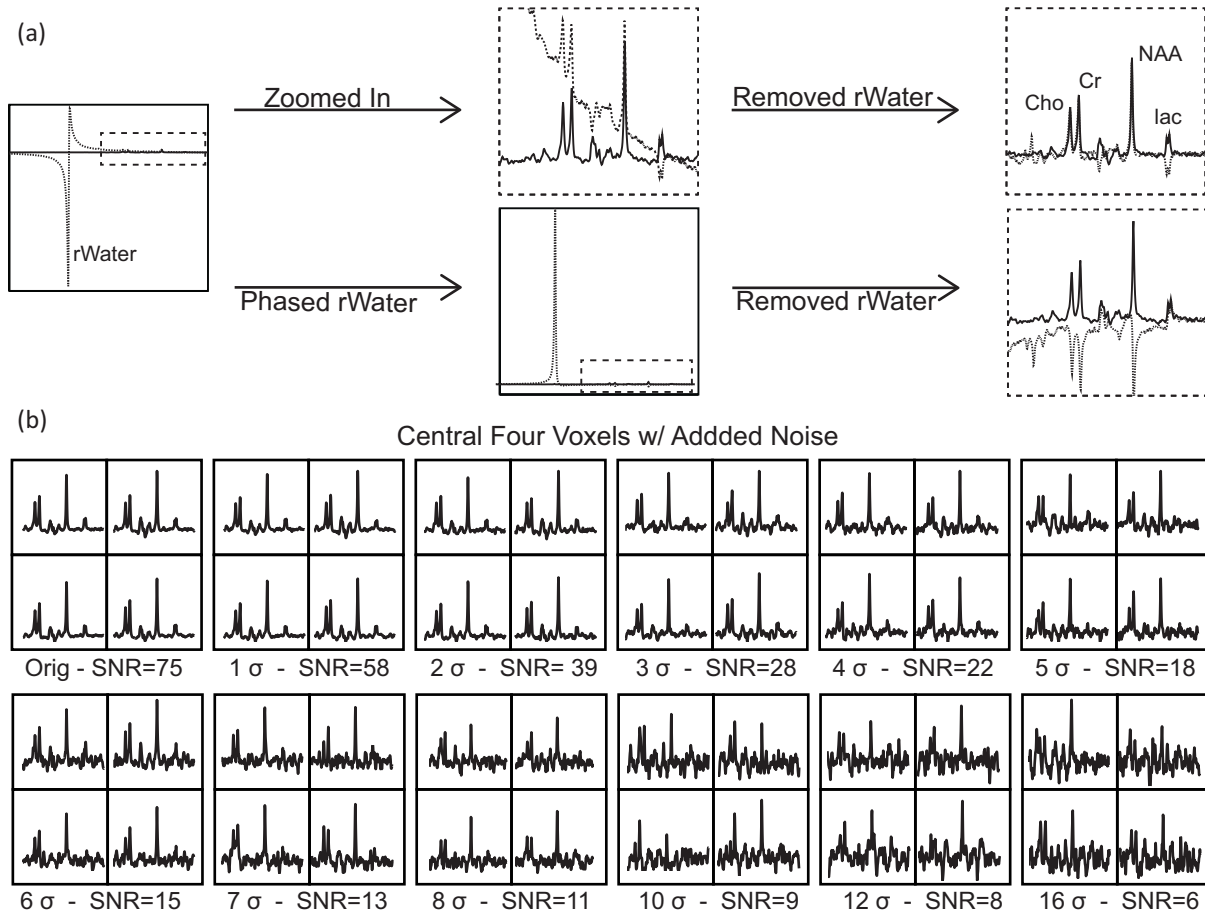 (a)
Zoomed In
Removed rWater
Cho
Cr
NAA
lac
rWater
Phased rWater
Removed rWater
(b)
Central Four Voxels w/ Addded Noise
Orig - SNR=75
1 σ - SNR=58
2 σ - SNR= 39
3 σ - SNR=28
4 σ - SNR=22
5 σ - SNR=18
6 σ - SNR=15
7 σ - SNR=13
8 σ - SNR=11
10 σ - SNR=9
12 σ - SNR=8
16 σ - SNR=6